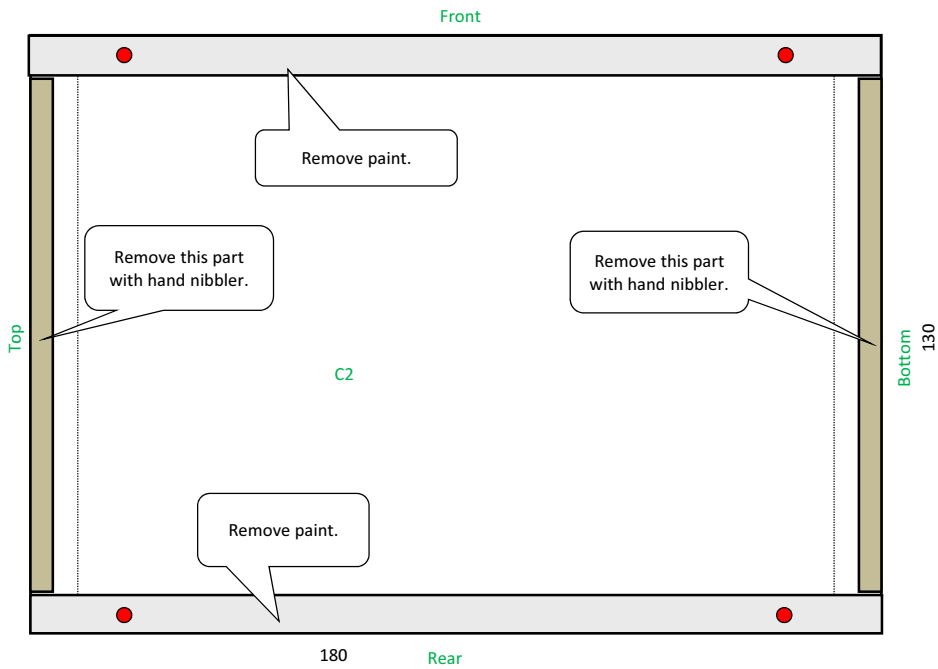 Front
Remove paint.
Remove this part
with hand nibbler.
Remove this part
with hand nibbler.
Top
Bottom
130
C2
Remove paint.
180
Rear